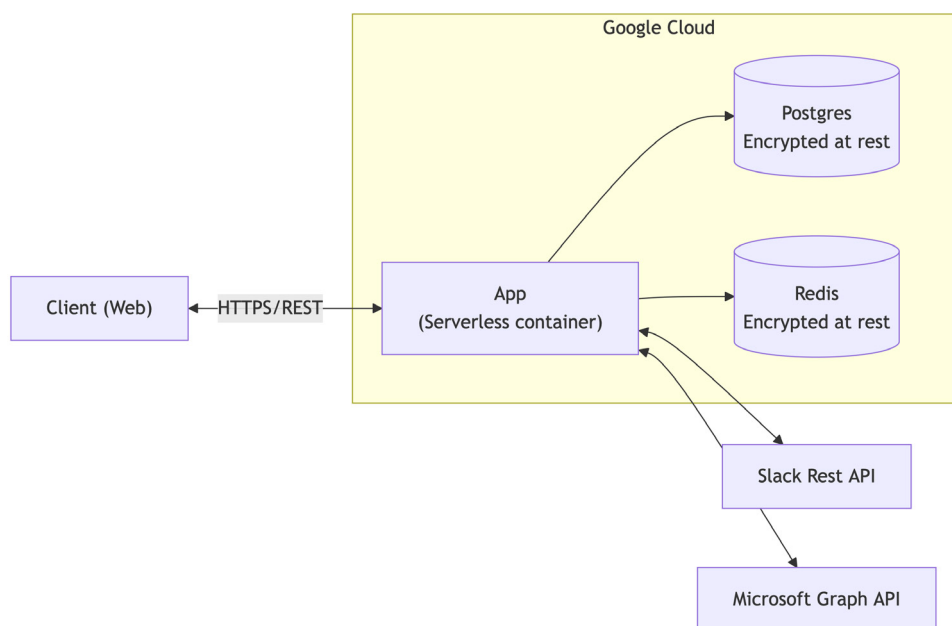 Google Cloud
Postgres
Encrypted at rest
Client (Web)
HTTPS/REST
App
(Serverless container)
Redis
Encrypted at rest
Slack Rest API
Microsoft Graph API